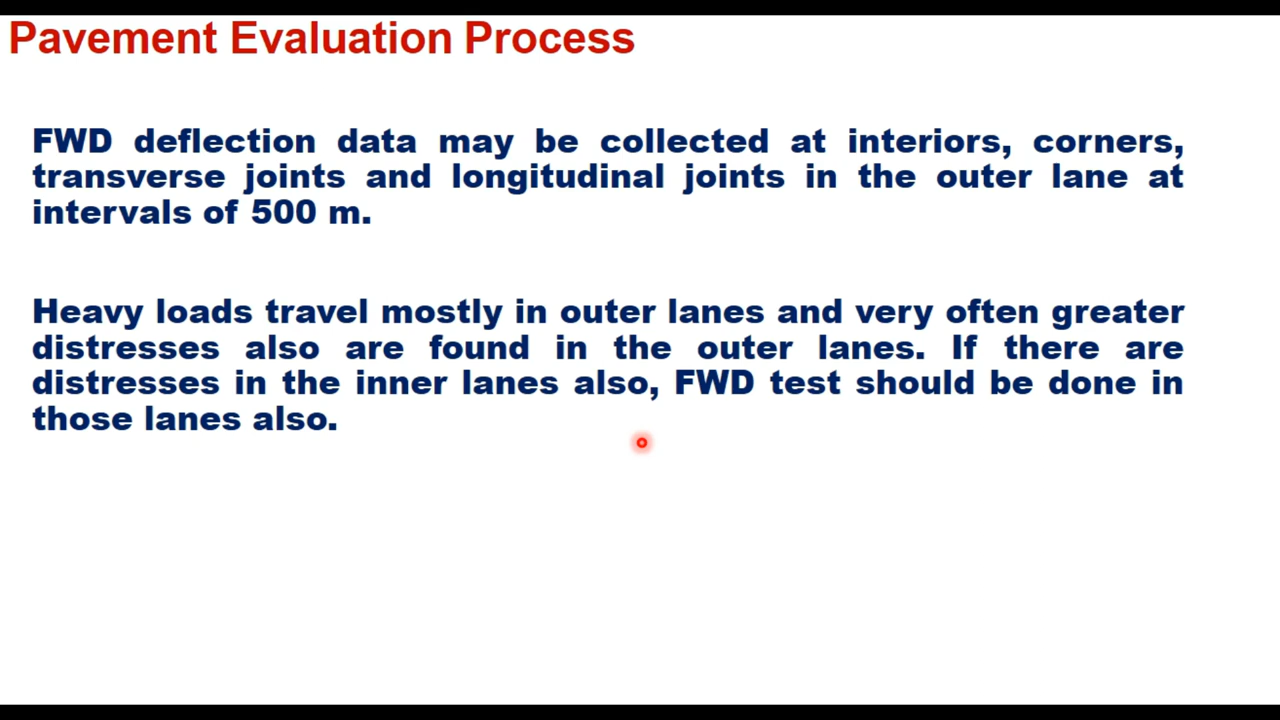 Pavement Evaluation Process
FWD deflection data may be collected at interiors, corners,
transverse joints and longitudinal joints in the outer lane at
intervals of 500 m.
Heavy loads travel mostly in outer lanes and very often greater
distresses also are found in the outer lanes. If there are
distresses in the inner lanes also, FWD test should be done in
those lanes also.